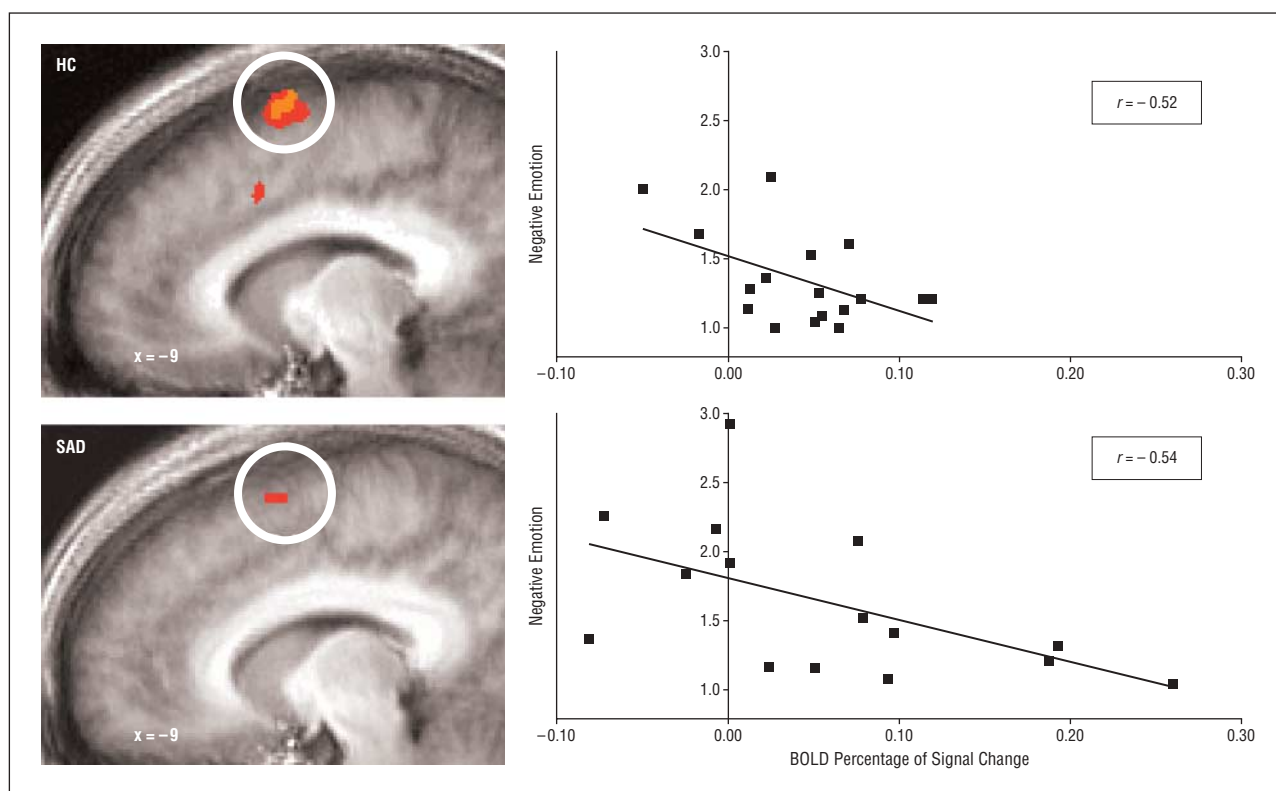 HC
x = −9
Negative Emotion
3.0
2.5
2.0
1.5
1.0
−0.10
0.00
0.10
0.20
0.30
r = − 0.52
SAD
x = −9
Negative Emotion
3.0
2.5
2.0
1.5
1.0
−0.10
0.00
0.10
0.20
0.30
BOLD Percentage of Signal Change
r = − 0.54